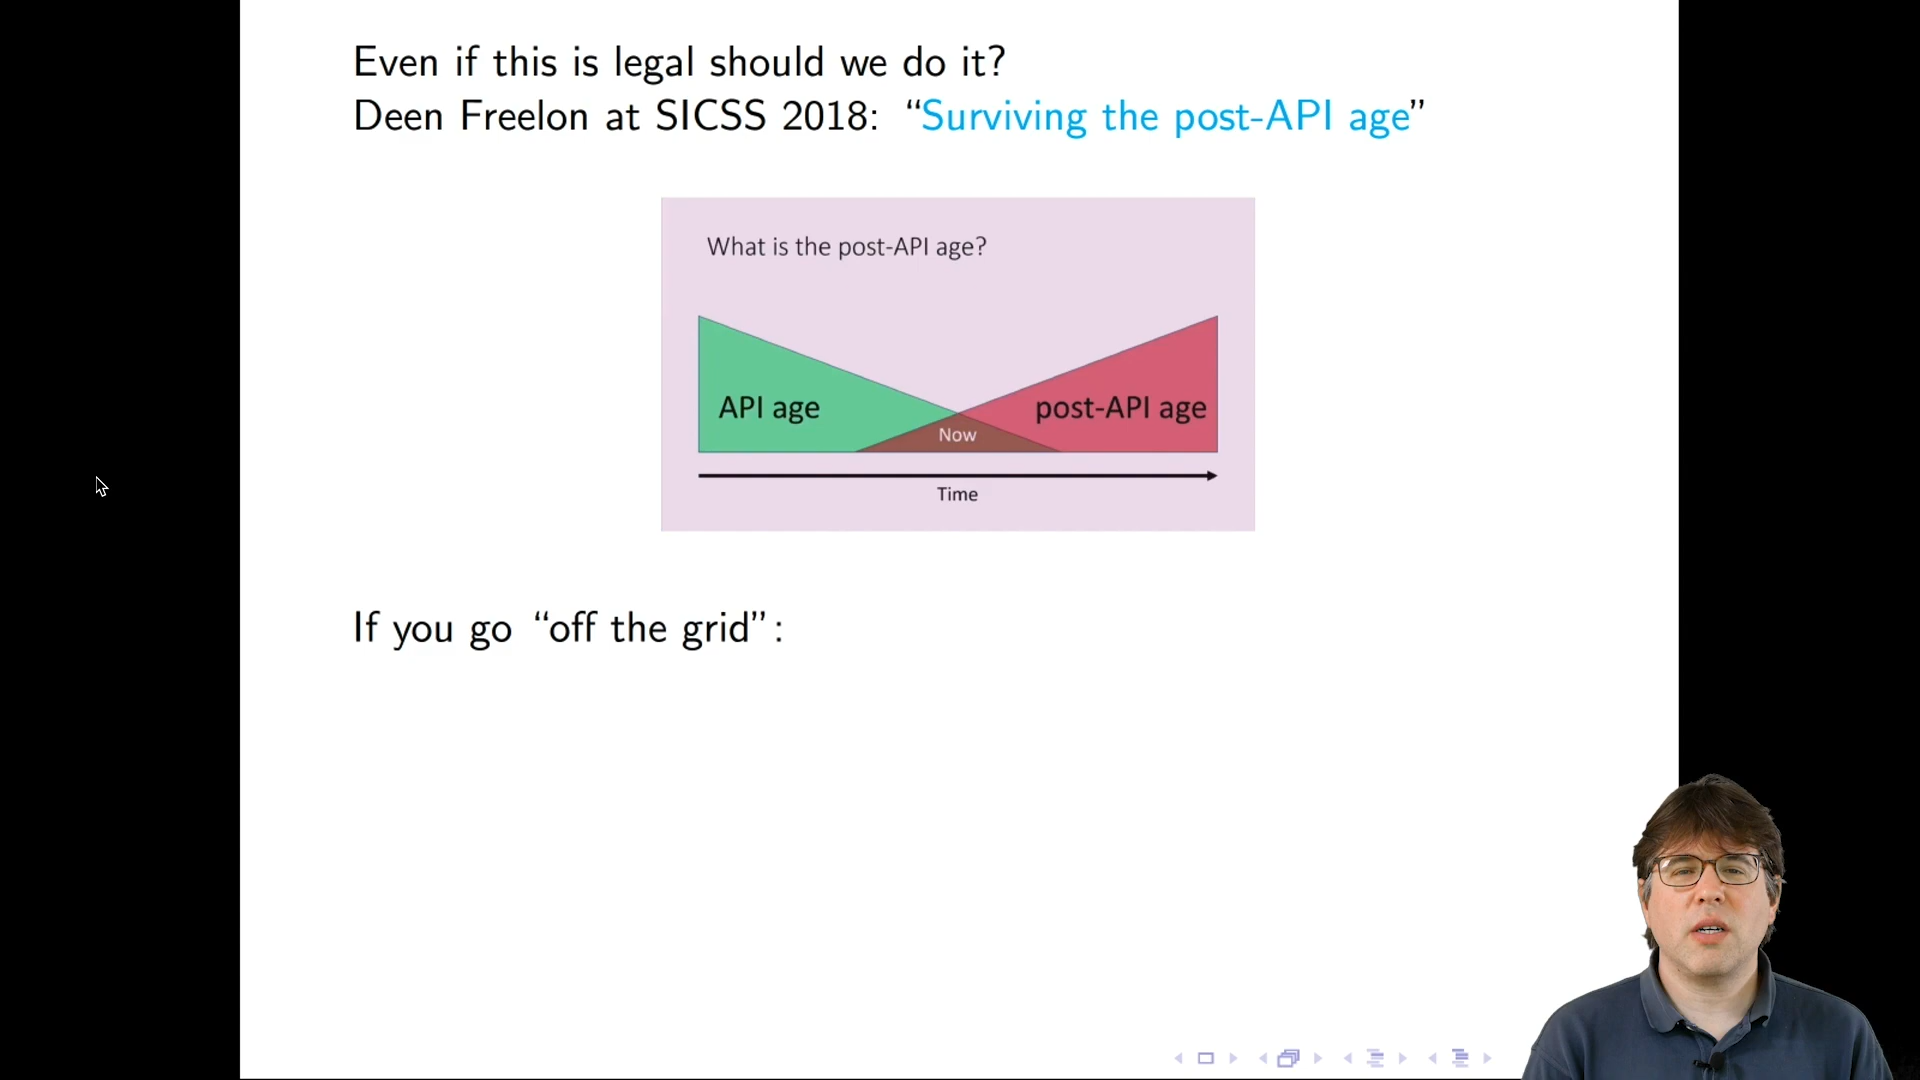 Even if this is legal should we do it?
Deen Freelon at SICSS 2018: “Surviving the post-API age”
What is the post-API age?
API age
post-API age
Now
Time
If you go “off the grid”: